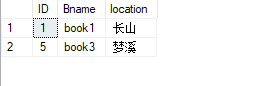 ID Bname location
1 1 book1 长山
2 5 book3 梦溪